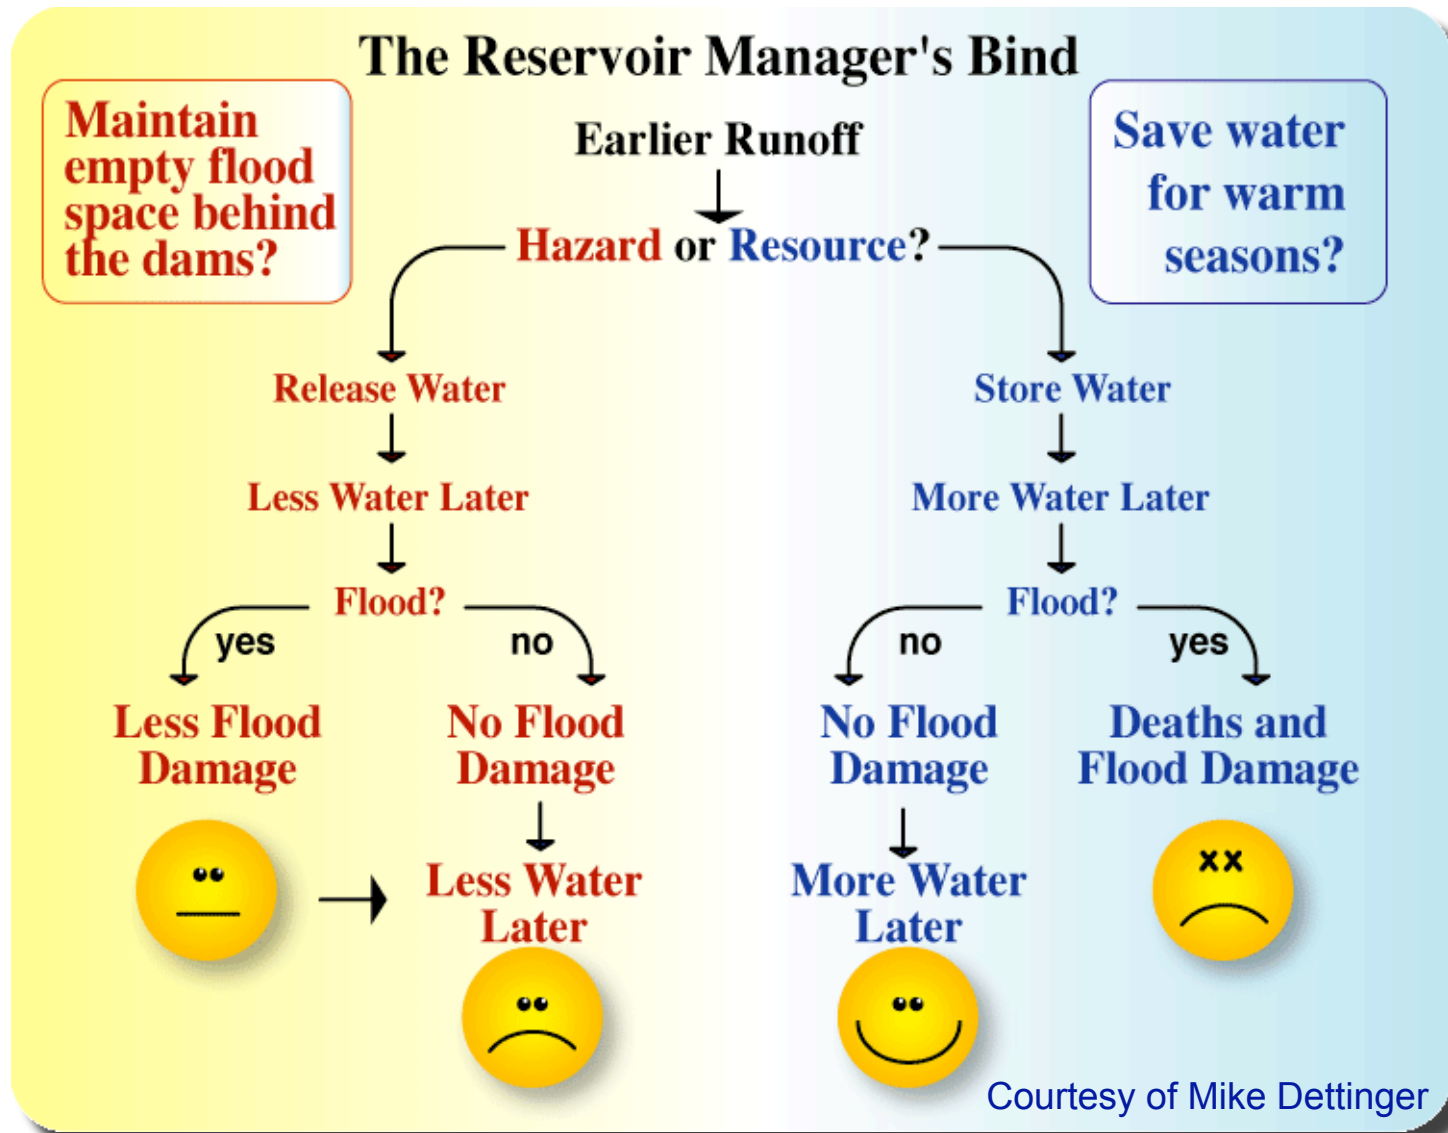 The Reservoir Manager's Bind
Maintain
empty flood
space behind
the dams?
Earlier Runoff
Save water
for warm
seasons?
Hazard or Resource?
Release Water
Store Water
Less Water Later
More Water Later
Flood?
Flood?
yes
no
no
yes
Less Flood
Damage
No Flood
Damage
No Flood
Damage
Deaths and
Flood Damage
Less Water
Later
More Water
Later
Courtesy of Mike Dettinger